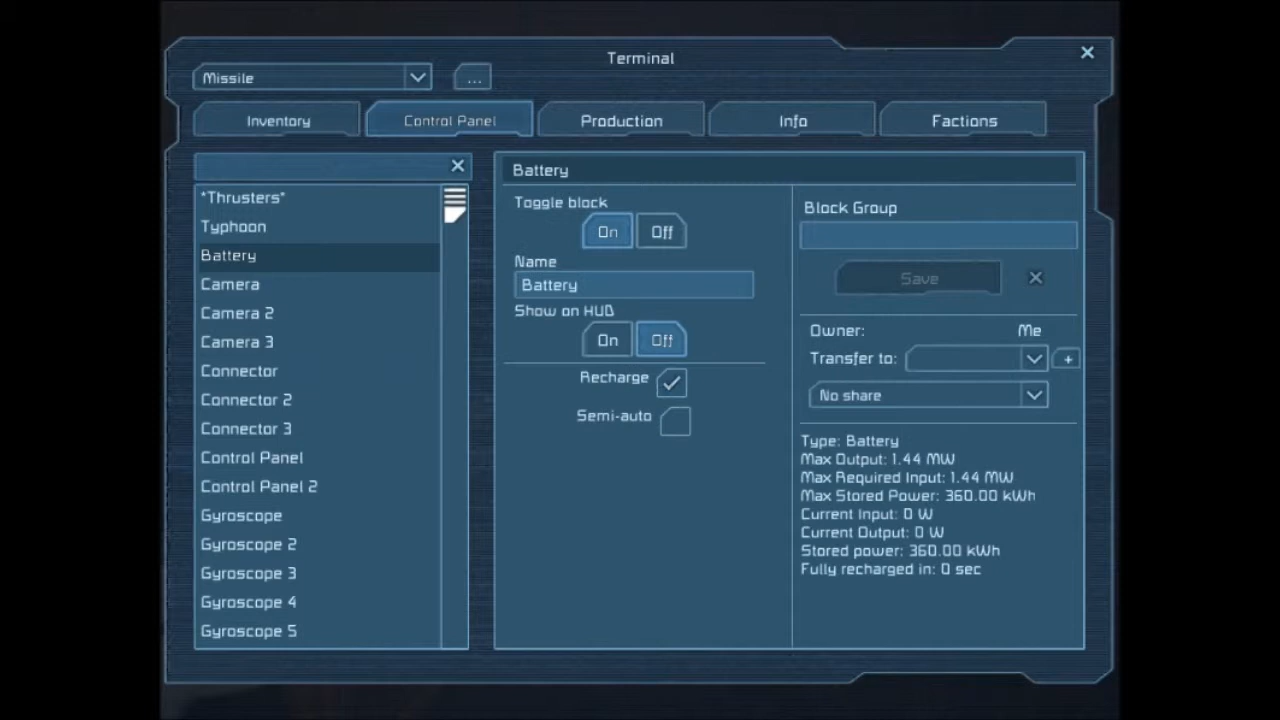 Terminal
Missile
...
Inventory
Control Panel
Production
Info
Factions
*Thrusters*
Typhoon
Battery
Camera
Camera 2
Camera 3
Connector
Connector 2
Connector 3
Control Panel
Control Panel 2
Gyroscope
Gyroscope 2
Gyroscope 3
Gyroscope 4
Gyroscope 5
Battery
Toggle block
On Off
Name
Battery
Show on HUD
On Off
Recharge
Semi-auto
Block Group
Save
Owner: Me
Transfer to: +
No share
Type: Battery
Max Output: 1.44 MW
Max Required Input: 1.44 MW
Max Stored Power: 360.00 kWh
Current Input: 0 W
Current Output: 0 W
Stored power: 360.00 kWh
Fully recharged in: 0 sec